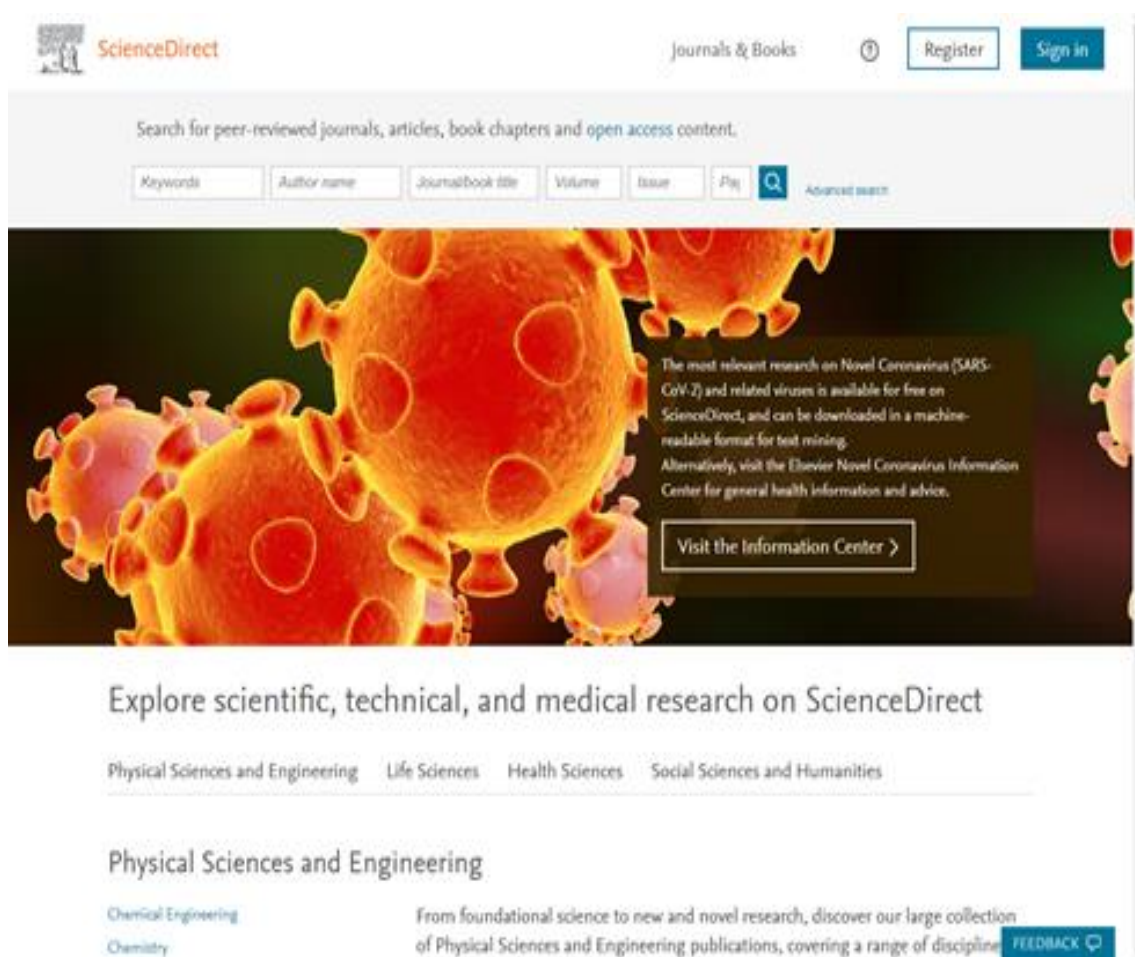 ScienceDirect
Journals & Books
?
Register
Sign in
Search for peer-reviewed journals, articles, book chapters and open access content.
Keywords
Author name
Journal/book title
Volume
Issue
Pag
Advanced search
The most relevant research on Novel Coronavirus (SARS-
CoV-2) and related viruses is available for free on
ScienceDirect, and can be downloaded in a machine-
readable format for text mining.
Alternatively, visit the Elsevier Novel Coronavirus Information
Center for general health information and advice.
Visit the Information Center >
Explore scientific, technical, and medical research on ScienceDirect
Physical Sciences and Engineering
Life Sciences
Health Sciences
Social Sciences and Humanities
Physical Sciences and Engineering
Chemical Engineering
Chemistry
From foundational science to new and novel research, discover our large collection
of Physical Sciences and Engineering publications, covering a range of discipline
FEEDBACK